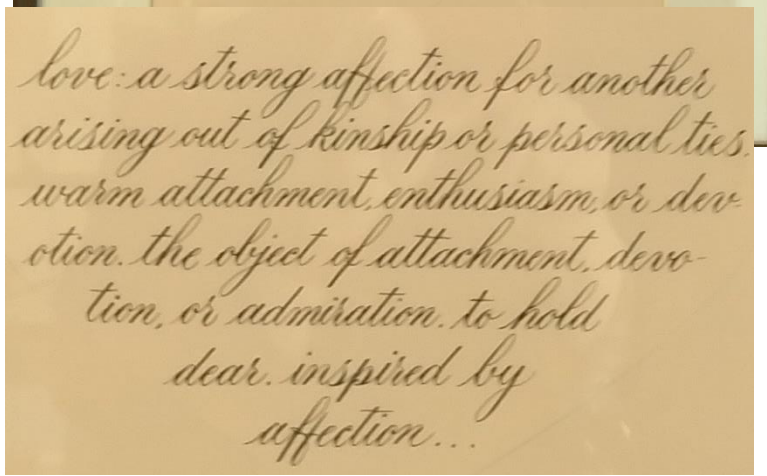 love: a strong affection for another
arising out of kinship or personal ties.
warm attachment, enthusiasm, or dev-
otion. the object of attachment, devo-
tion, or admiration. to hold
dear. inspired by
affection...